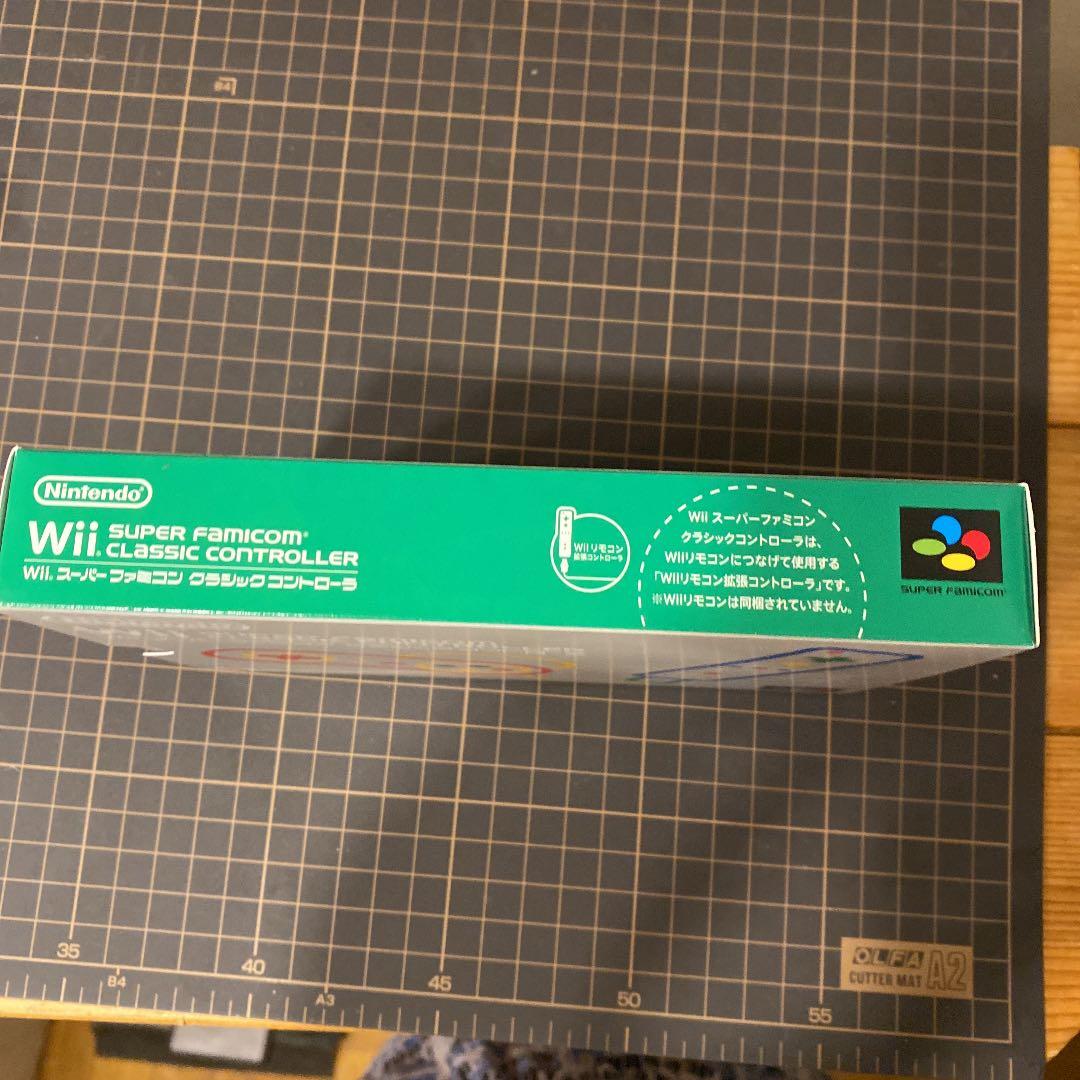 B4
Nintendo
Wii. SUPER FAMICOM
CLASSIC CONTROLLER
Wii。スーパーファミコン クラシックコントローラ
Wiiリモコン
拡張コントローラ
Wii スーパーファミコン
クラシックコントローラは、
Wiiリモコンにつなげて使用する
「Wiiリモコン拡張コントローラ」です。
※Wiiリモコンは同梱されていません。
SUPER FAMICOM
35
40
45
50
55
B4
A3
OLFA
CUTTER MAT A2